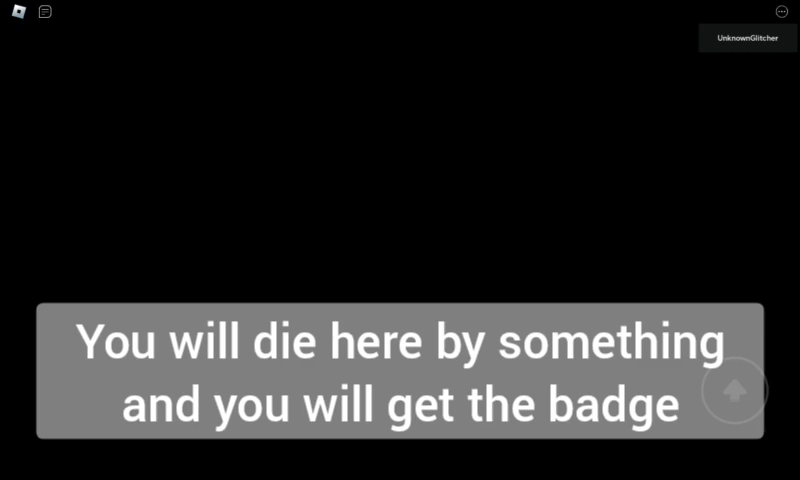 UnknownGlitcher
You will die here by something
and you will get the badge